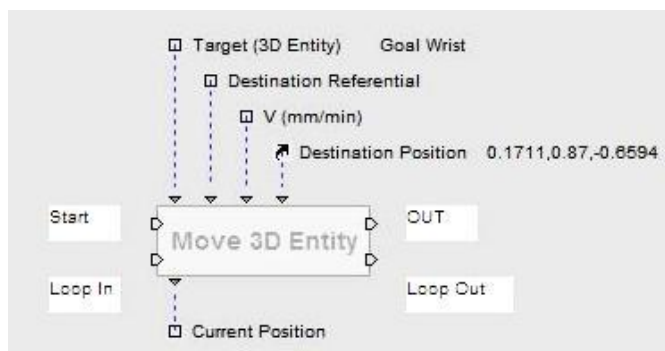 Target (3D Entity) Goal Wrist
Destination Referential
V (mm/min)
Destination Position 0.1711,0.87,-0.6594
Start
OUT
Move 3D Entity
Loop In
Loop Out
Current Position